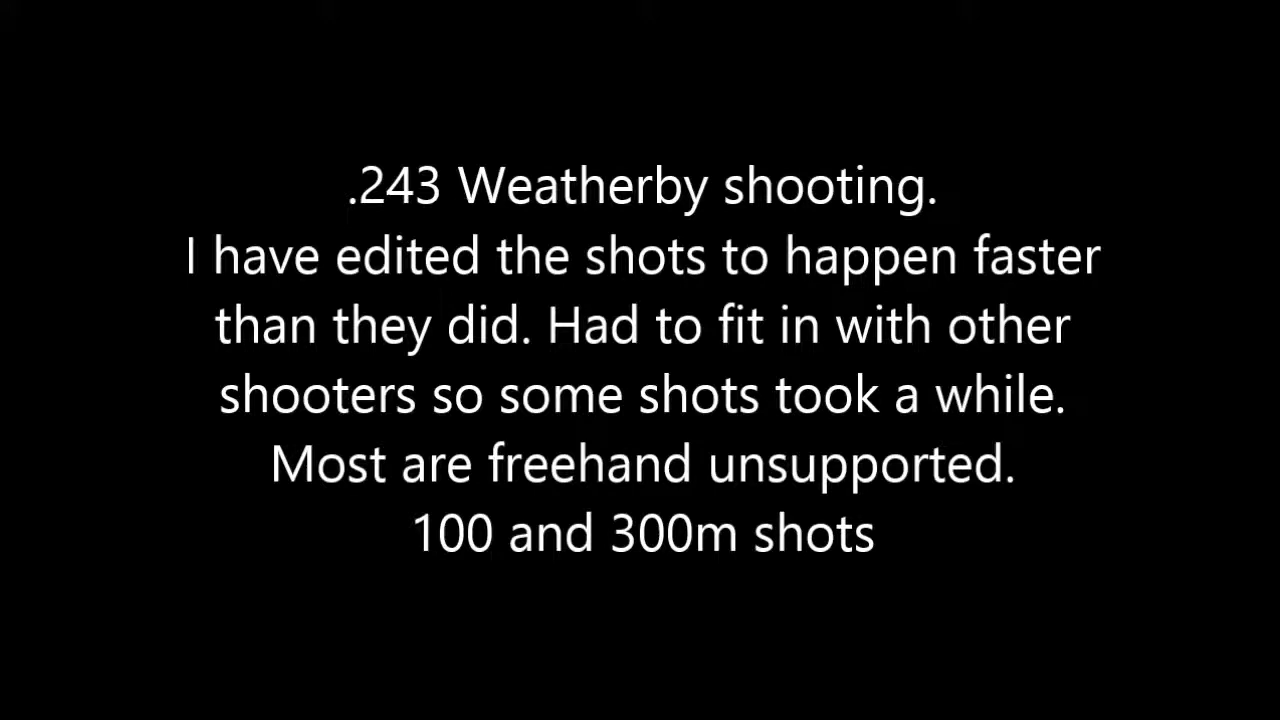 .243 Weatherby shooting.
I have edited the shots to happen faster
than they did. Had to fit in with other
shooters so some shots took a while.
Most are freehand unsupported.
100 and 300m shots